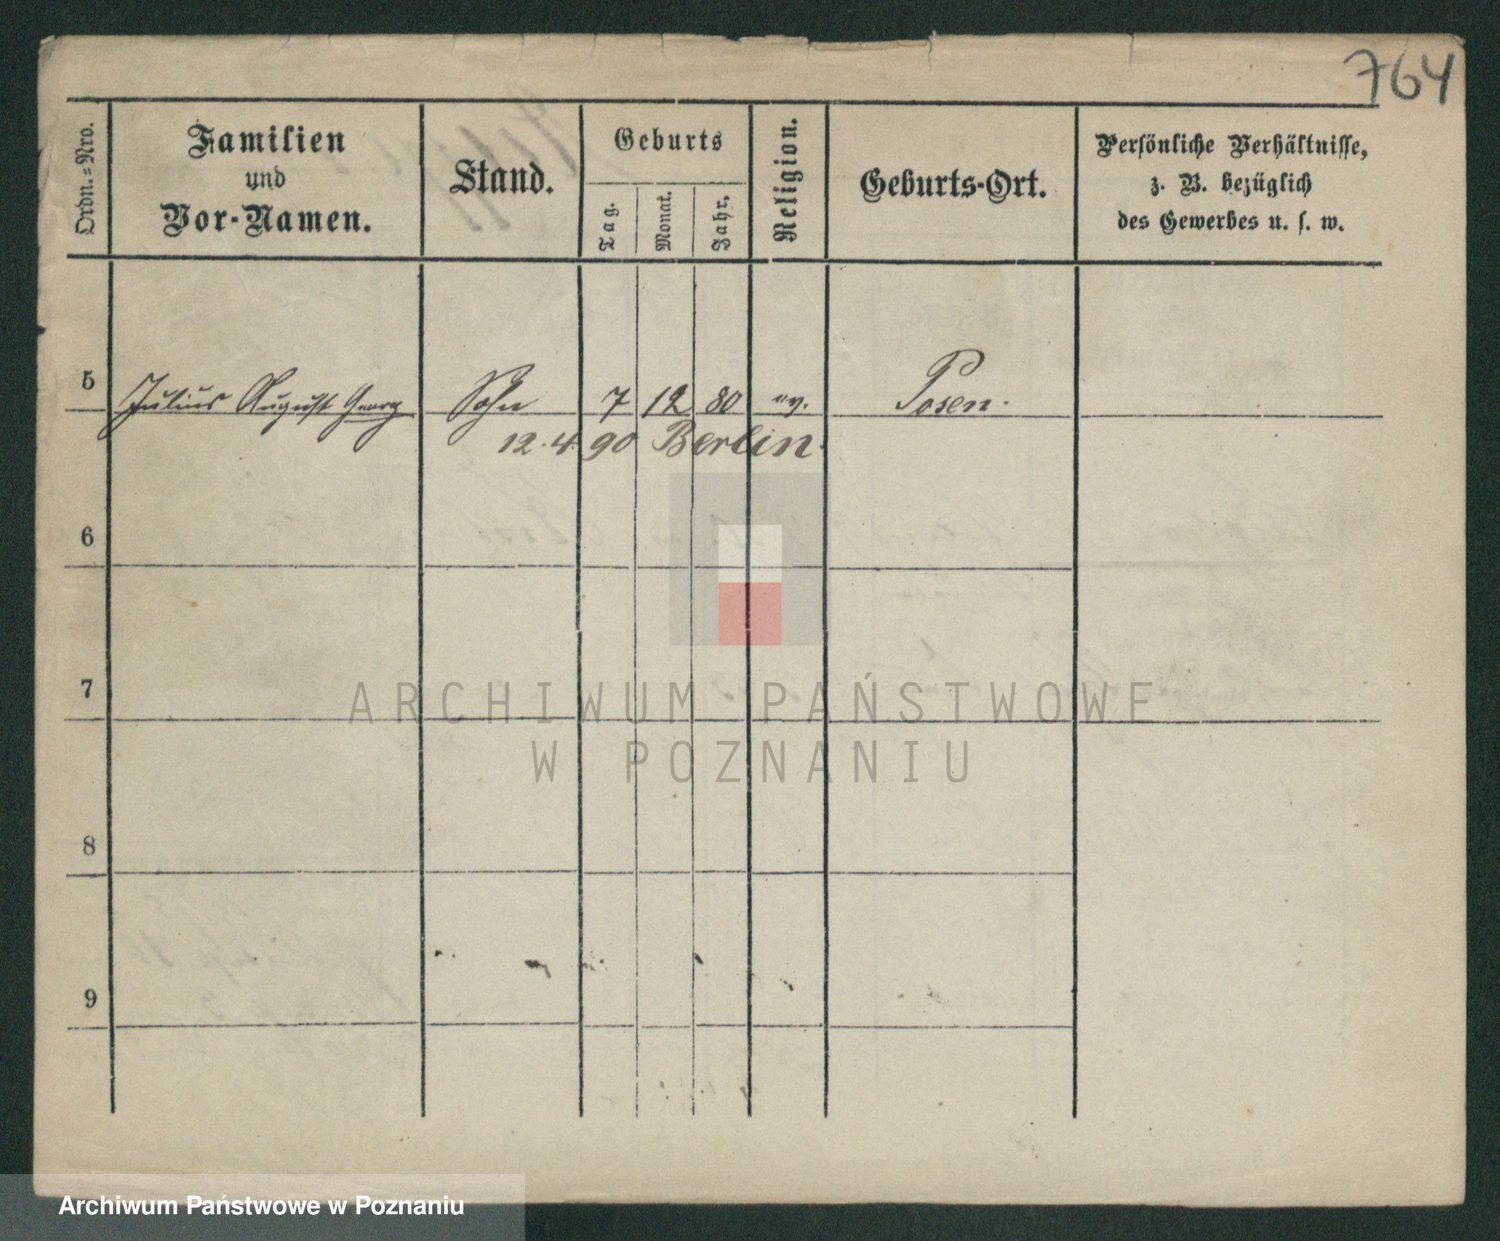 764
Ordn.=Nro.
Familien
und
Vor-Namen.
Stand.
Geburts
Tag.
Monat.
Jahr.
Religion.
Geburts-Ort.
Persönliche Verhältnisse,
z. B. bezüglich
des Gewerbes u. s. w.
5 Julius August Georg Sohn 7 12 80 ev. Posen.
12. 4. 90 Berlin.
6
7
ARCHIWUM PAŃSTWOWE
W POZNANIU
8
9
Archiwum Państwowe w Poznaniu